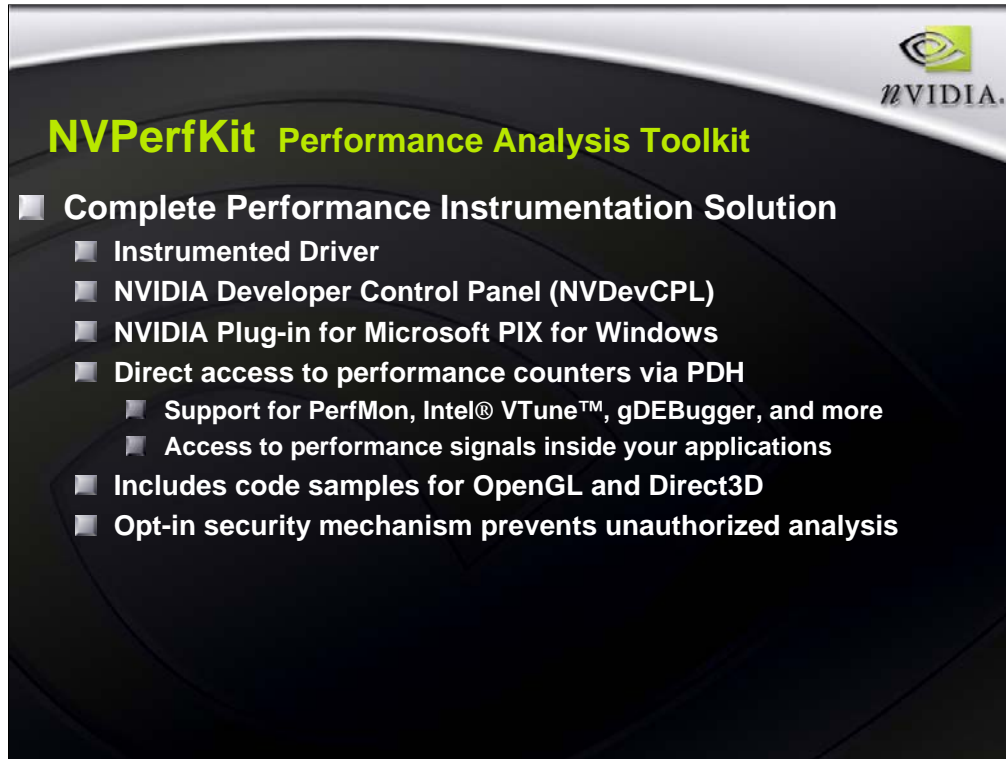 nVIDIA.
NVPerfKit Performance Analysis Toolkit
Complete Performance Instrumentation Solution
Instrumented Driver
NVIDIA Developer Control Panel (NVDevCPL)
NVIDIA Plug-in for Microsoft PIX for Windows
Direct access to performance counters via PDH
Support for PerfMon, Intel® VTune™, gDEBugger, and more
Access to performance signals inside your applications
Includes code samples for OpenGL and Direct3D
Opt-in security mechanism prevents unauthorized analysis